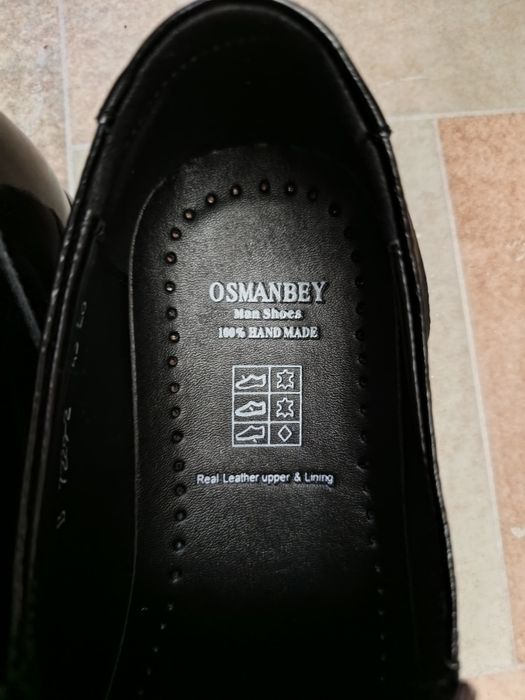 OSMANBEY
Man Shoes
100% HAND MADE
Real Leather upper & Lining